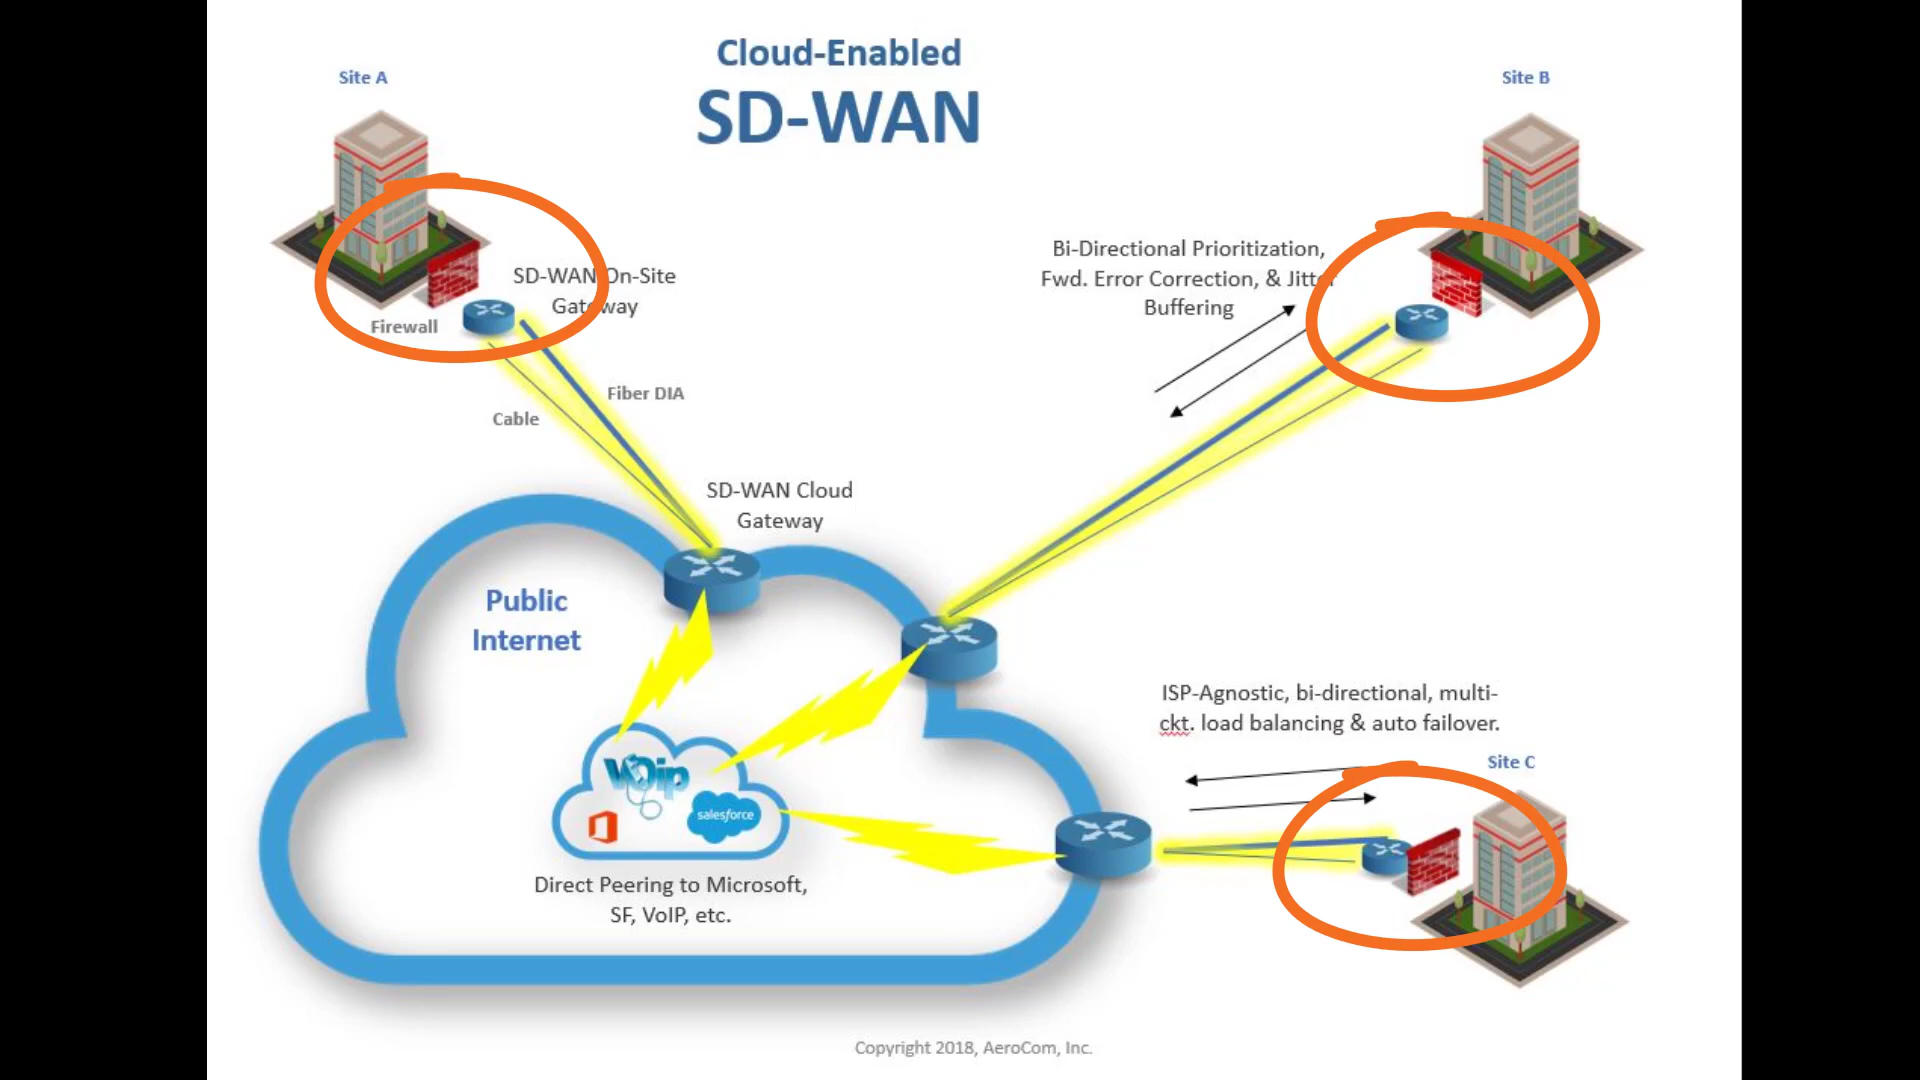 Cloud-Enabled
SD-WAN
Site A
Site B
SD-WAN On-Site
Gateway
Firewall
Bi-Directional Prioritization,
Fwd. Error Correction, & Jitter
Buffering
Fiber DIA
Cable
SD-WAN Cloud
Gateway
Public
Internet
ISP-Agnostic, bi-directional, multi-
ckt. load balancing & auto failover.
Site C
VOip
salesforce
Direct Peering to Microsoft,
SF, VoIP, etc.
Copyright 2018, AeroCom, Inc.